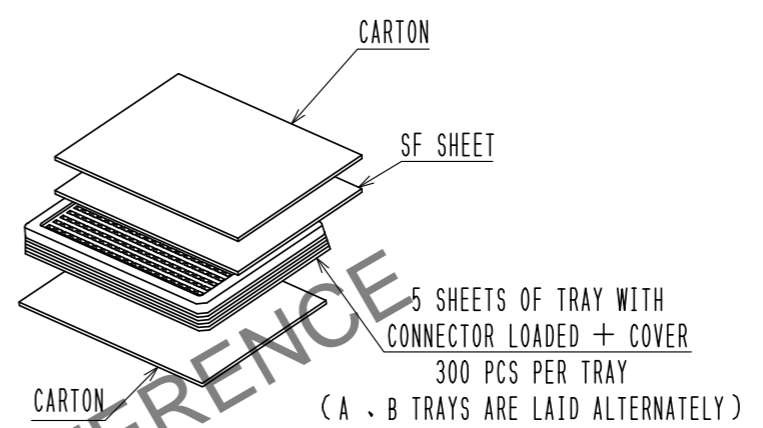 CARTON
SF SHEET
5 SHEETS OF TRAY WITH
CONNECTOR LOADED + COVER
300 PCS PER TRAY
(A 、B TRAYS ARE LAID ALTERNATELY)
CARTON
ERENCE